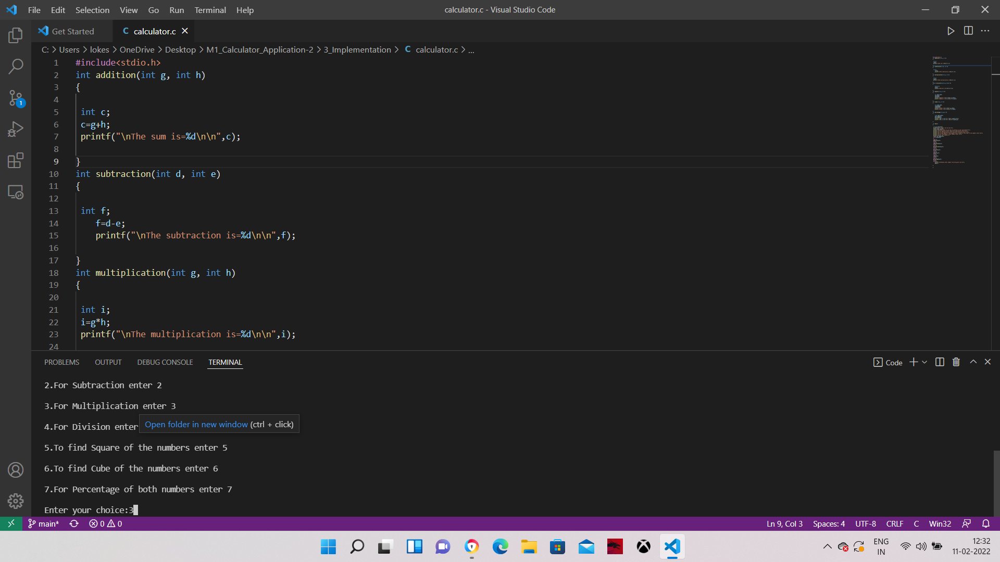 File Edit Selection View Go Run Terminal Help
calculator.c - Visual Studio Code
Get Started
C calculator.c
C: > Users > lokes > OneDrive > Desktop > M1_Calculator_Application-2 > 3_Implementation > C calculator.c > ...
1 #include<stdio.h>
2 int addition(int g, int h)
3 {
4
5 int c;
6 c=g+h;
7 printf("\nThe sum is=%d\n\n",c);
8
9 }
10 int subtraction(int d, int e)
11 {
12
13 int f;
14 f=d-e;
15 printf("\nThe subtraction is=%d\n\n",f);
16
17 }
18 int multiplication(int g, int h)
19 {
20
21 int i;
22 i=g*h;
23 printf("\nThe multiplication is=%d\n\n",i);
24
1
PROBLEMS OUTPUT DEBUG CONSOLE TERMINAL
Code
2.For Subtraction enter 2
3.For Multiplication enter 3
4.For Division enter
Open folder in new window (ctrl + click)
5.To find Square of the numbers enter 5
6.To find Cube of the numbers enter 6
7.For Percentage of both numbers enter 7
Enter your choice:3
main* 0 0
Ln 9, Col 3 Spaces: 4 UTF-8 CRLF C Win32
ENG
IN
12:32
11-02-2022